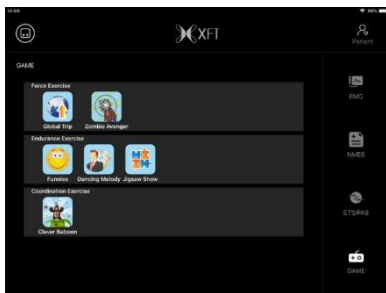 XFT
Patient
GAME
Force Exercise
Global Trip
Zombie Avenger
EMG
Endurance Exercise
Funnies
Dancing Melody
Jigsaw Show
NMES
Coordination Exercise
Clever Baboon
ETS/PAS
GAME